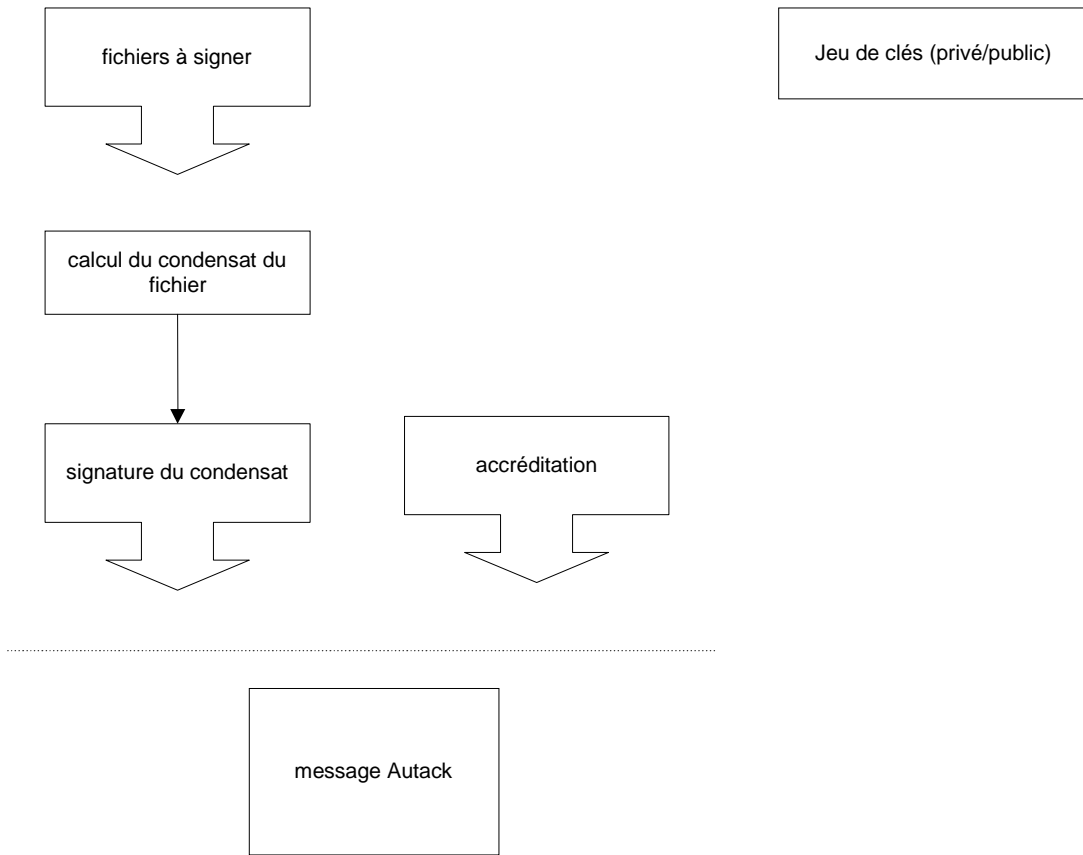 fichiers à signer
Jeu de clés (privé/public)
calcul du condensat du
fichier
signature du condensat
accréditation
message Autack